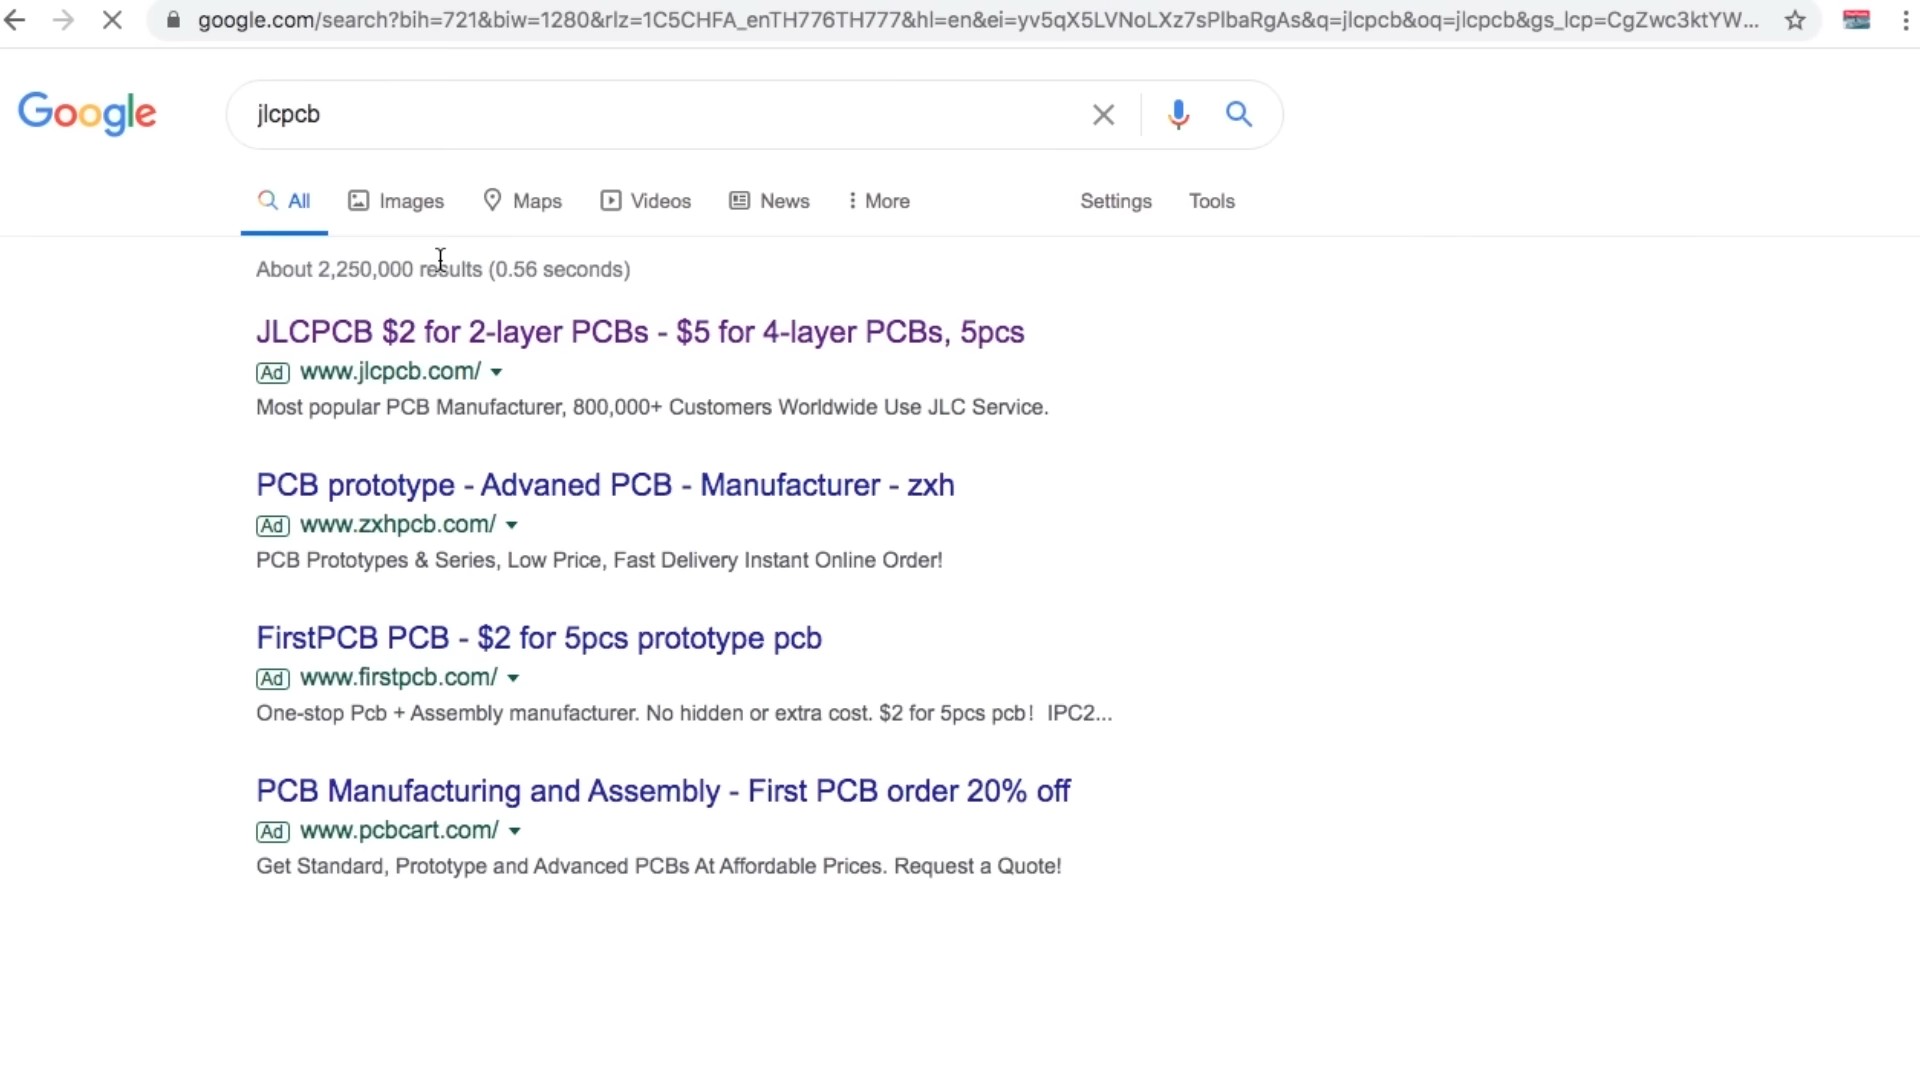 google.com/search?bih=721&biw=1280&rlz=1C5CHFA_enTH776TH777&hl=en&ei=yv5qX5LVNoLXz7sPlbaRgAs&q=jlcpcb&oq=jlcpcb&gs_lcp=CgZwc3ktYW...
Google
jlcpcb
All Images Maps Videos News More Settings Tools
About 2,250,000 results (0.56 seconds)
JLCPCB $2 for 2-layer PCBs - $5 for 4-layer PCBs, 5pcs
Ad www.jlcpcb.com/
Most popular PCB Manufacturer, 800,000+ Customers Worldwide Use JLC Service.
PCB prototype - Advaned PCB - Manufacturer - zxh
Ad www.zxhpcb.com/
PCB Prototypes & Series, Low Price, Fast Delivery Instant Online Order!
FirstPCB PCB - $2 for 5pcs prototype pcb
Ad www.firstpcb.com/
One-stop Pcb + Assembly manufacturer. No hidden or extra cost. $2 for 5pcs pcb! IPC2...
PCB Manufacturing and Assembly - First PCB order 20% off
Ad www.pcbcart.com/
Get Standard, Prototype and Advanced PCBs At Affordable Prices. Request a Quote!